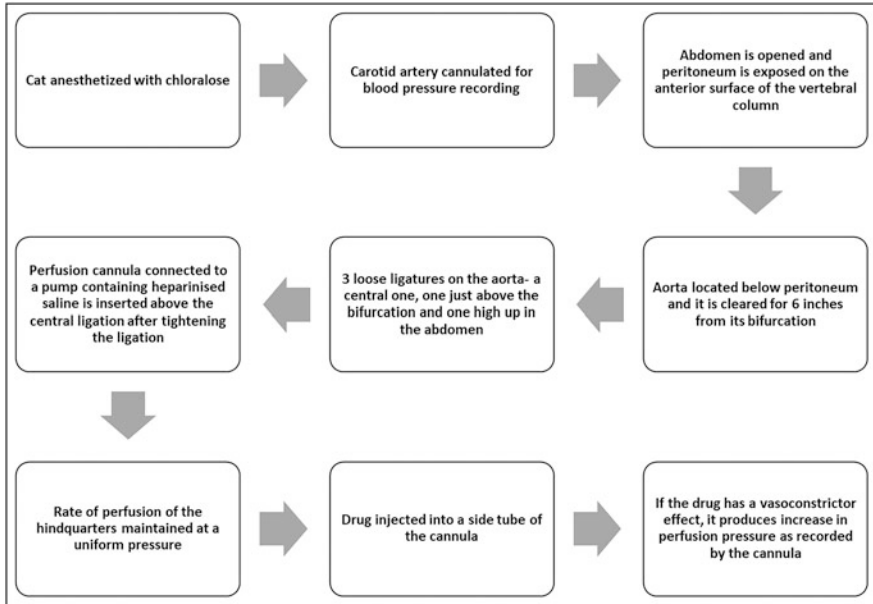 Cat anesthetized with chloralose
Carotid artery cannulated for
blood pressure recording
Abdomen is opened and
peritoneum is exposed on the
anterior surface of the vertebral
column
Aorta located below peritoneum
and it is cleared for 6 inches
from its bifurcation
3 loose ligatures on the aorta- a
central one, one just above the
bifurcation and one high up in
the abdomen
Perfusion cannula connected to
a pump containing heparinised
saline is inserted above the
central ligation after tightening
the ligation
Rate of perfusion of the
hindquarters maintained at a
uniform pressure
Drug injected into a side tube of
the cannula
If the drug has a vasoconstrictor
effect, it produces increase in
perfusion pressure as recorded
by the cannula